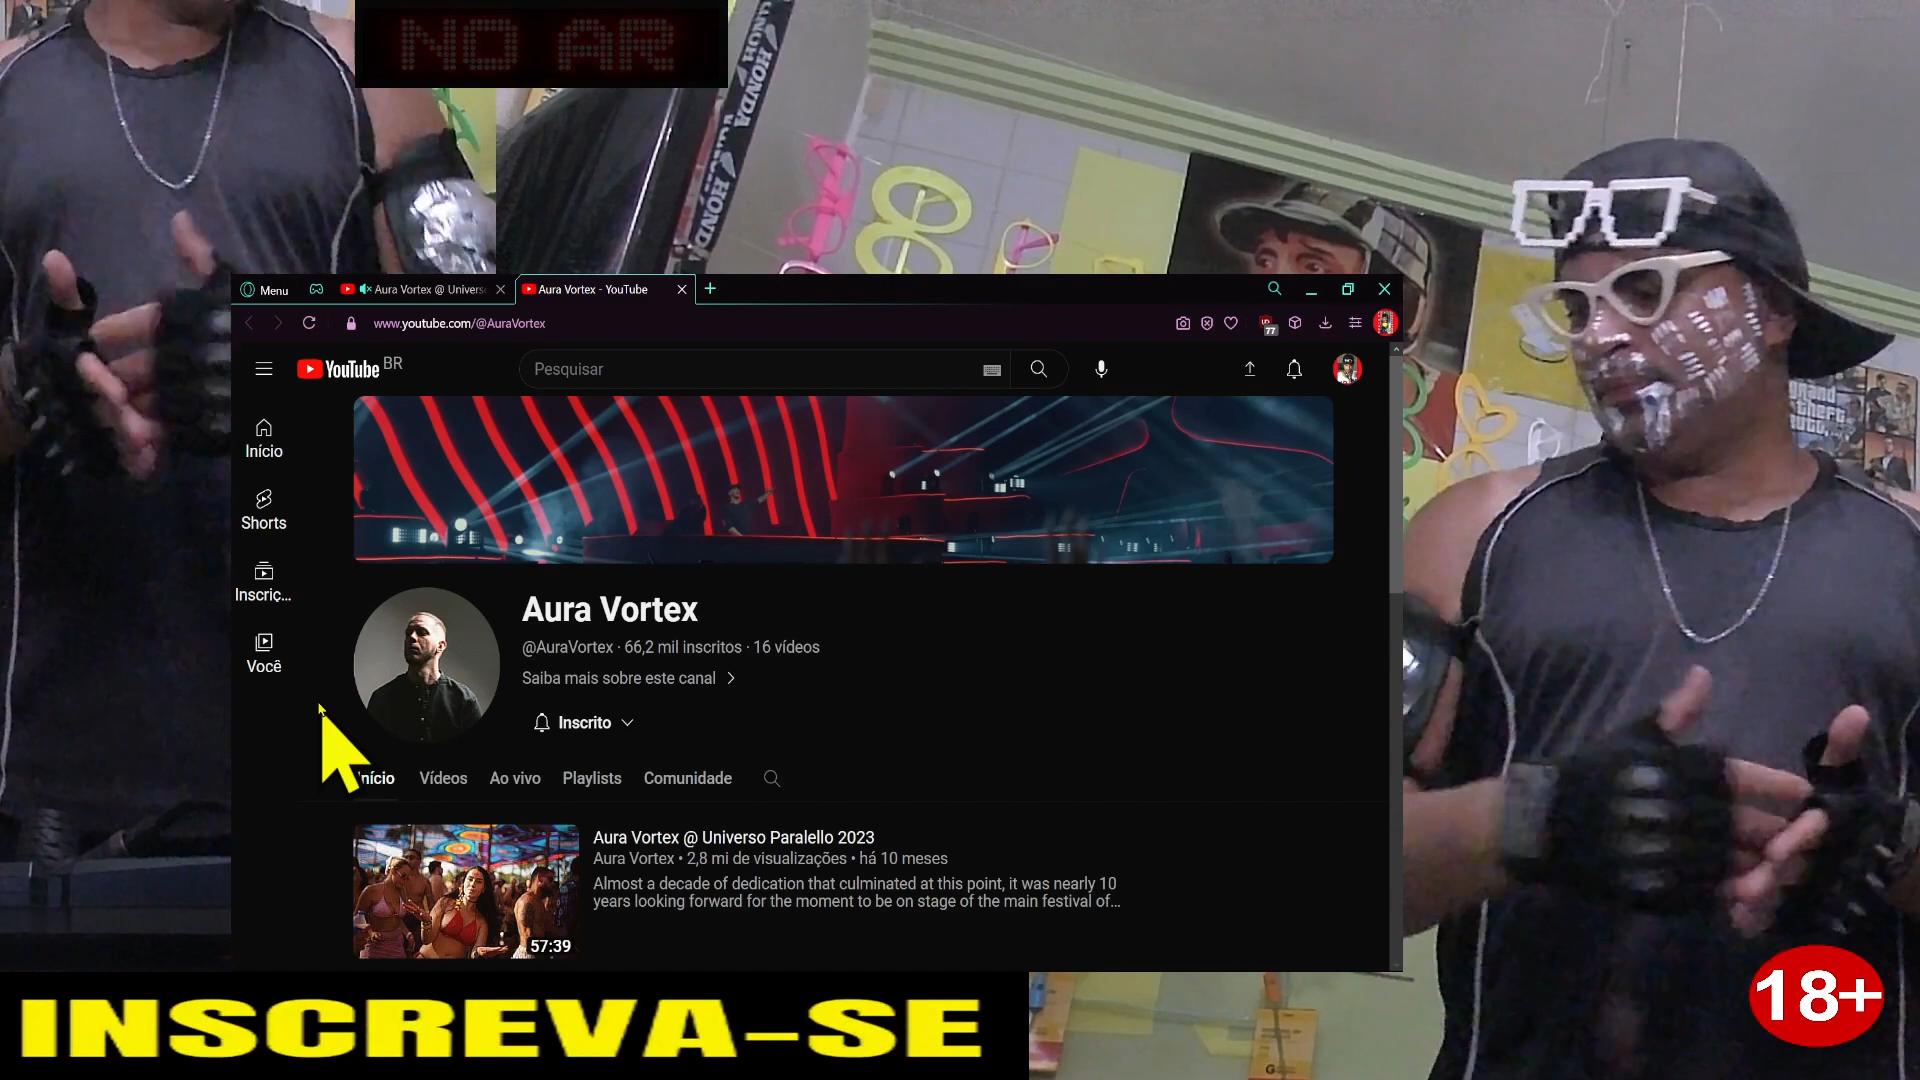 NO AR
HONDA
HONDA
Menu
Aura Vortex @ Univers
Aura Vortex - YouTube
www.youtube.com/@AuraVortex
77
YouTube BR
Pesquisar
Início
Shorts
Inscriç...
Você
Aura Vortex
@AuraVortex · 66,2 mil inscritos · 16 vídeos
Saiba mais sobre este canal
Inscrito
Início Vídeos Ao vivo Playlists Comunidade
Aura Vortex @ Universo Paralello 2023
Aura Vortex • 2,8 mi de visualizações • há 10 meses
Almost a decade of dedication that culminated at this point, it was nearly 10
years looking forward for the moment to be on stage of the main festival of...
57:39
grand
theft
INSCREVA-SE
18+